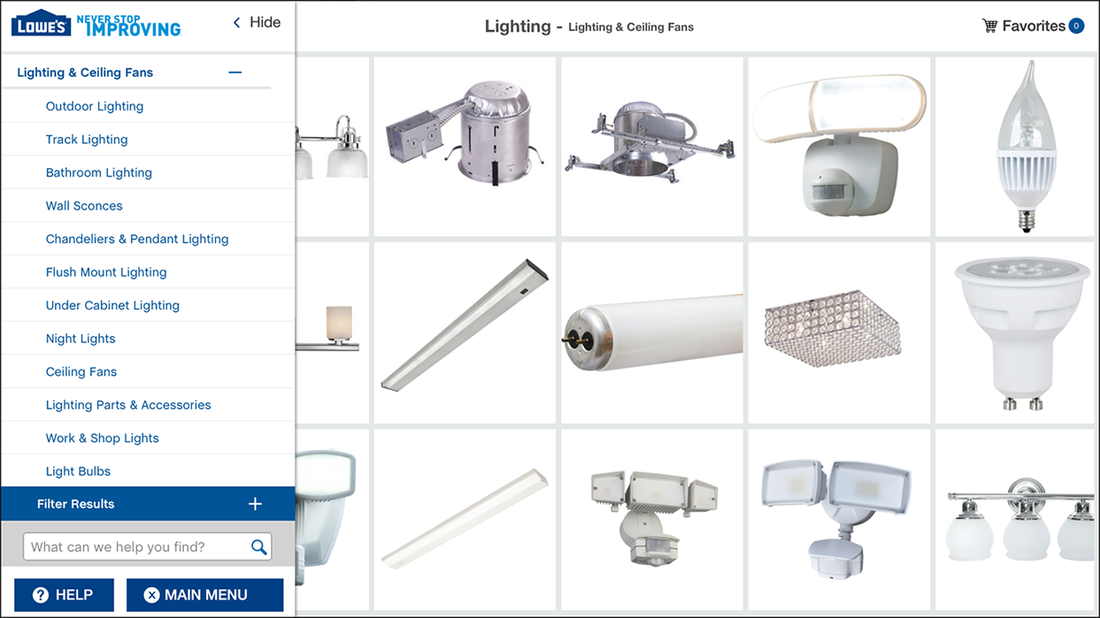 LOWE'S
NEVER STOP
IMPROVING
Hide
Lighting - Lighting & Ceiling Fans
Favorites 0
Lighting & Ceiling Fans
Outdoor Lighting
Track Lighting
Bathroom Lighting
Wall Sconces
Chandeliers & Pendant Lighting
Flush Mount Lighting
Under Cabinet Lighting
Night Lights
Ceiling Fans
Lighting Parts & Accessories
Work & Shop Lights
Light Bulbs
Filter Results
What can we help you find?
? HELP
MAIN MENU